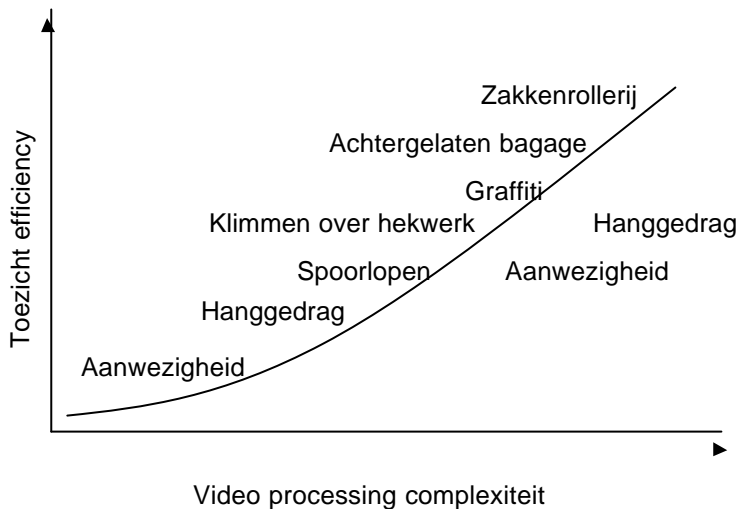 Zakkenrollerij
Achtergelaten bagage
Graffiti
Klimmen over hekwerk
Hanggedrag
Spoorlopen
Aanwezigheid
Hanggedrag
Aanwezigheid
Toezicht efficiency
Video processing complexiteit